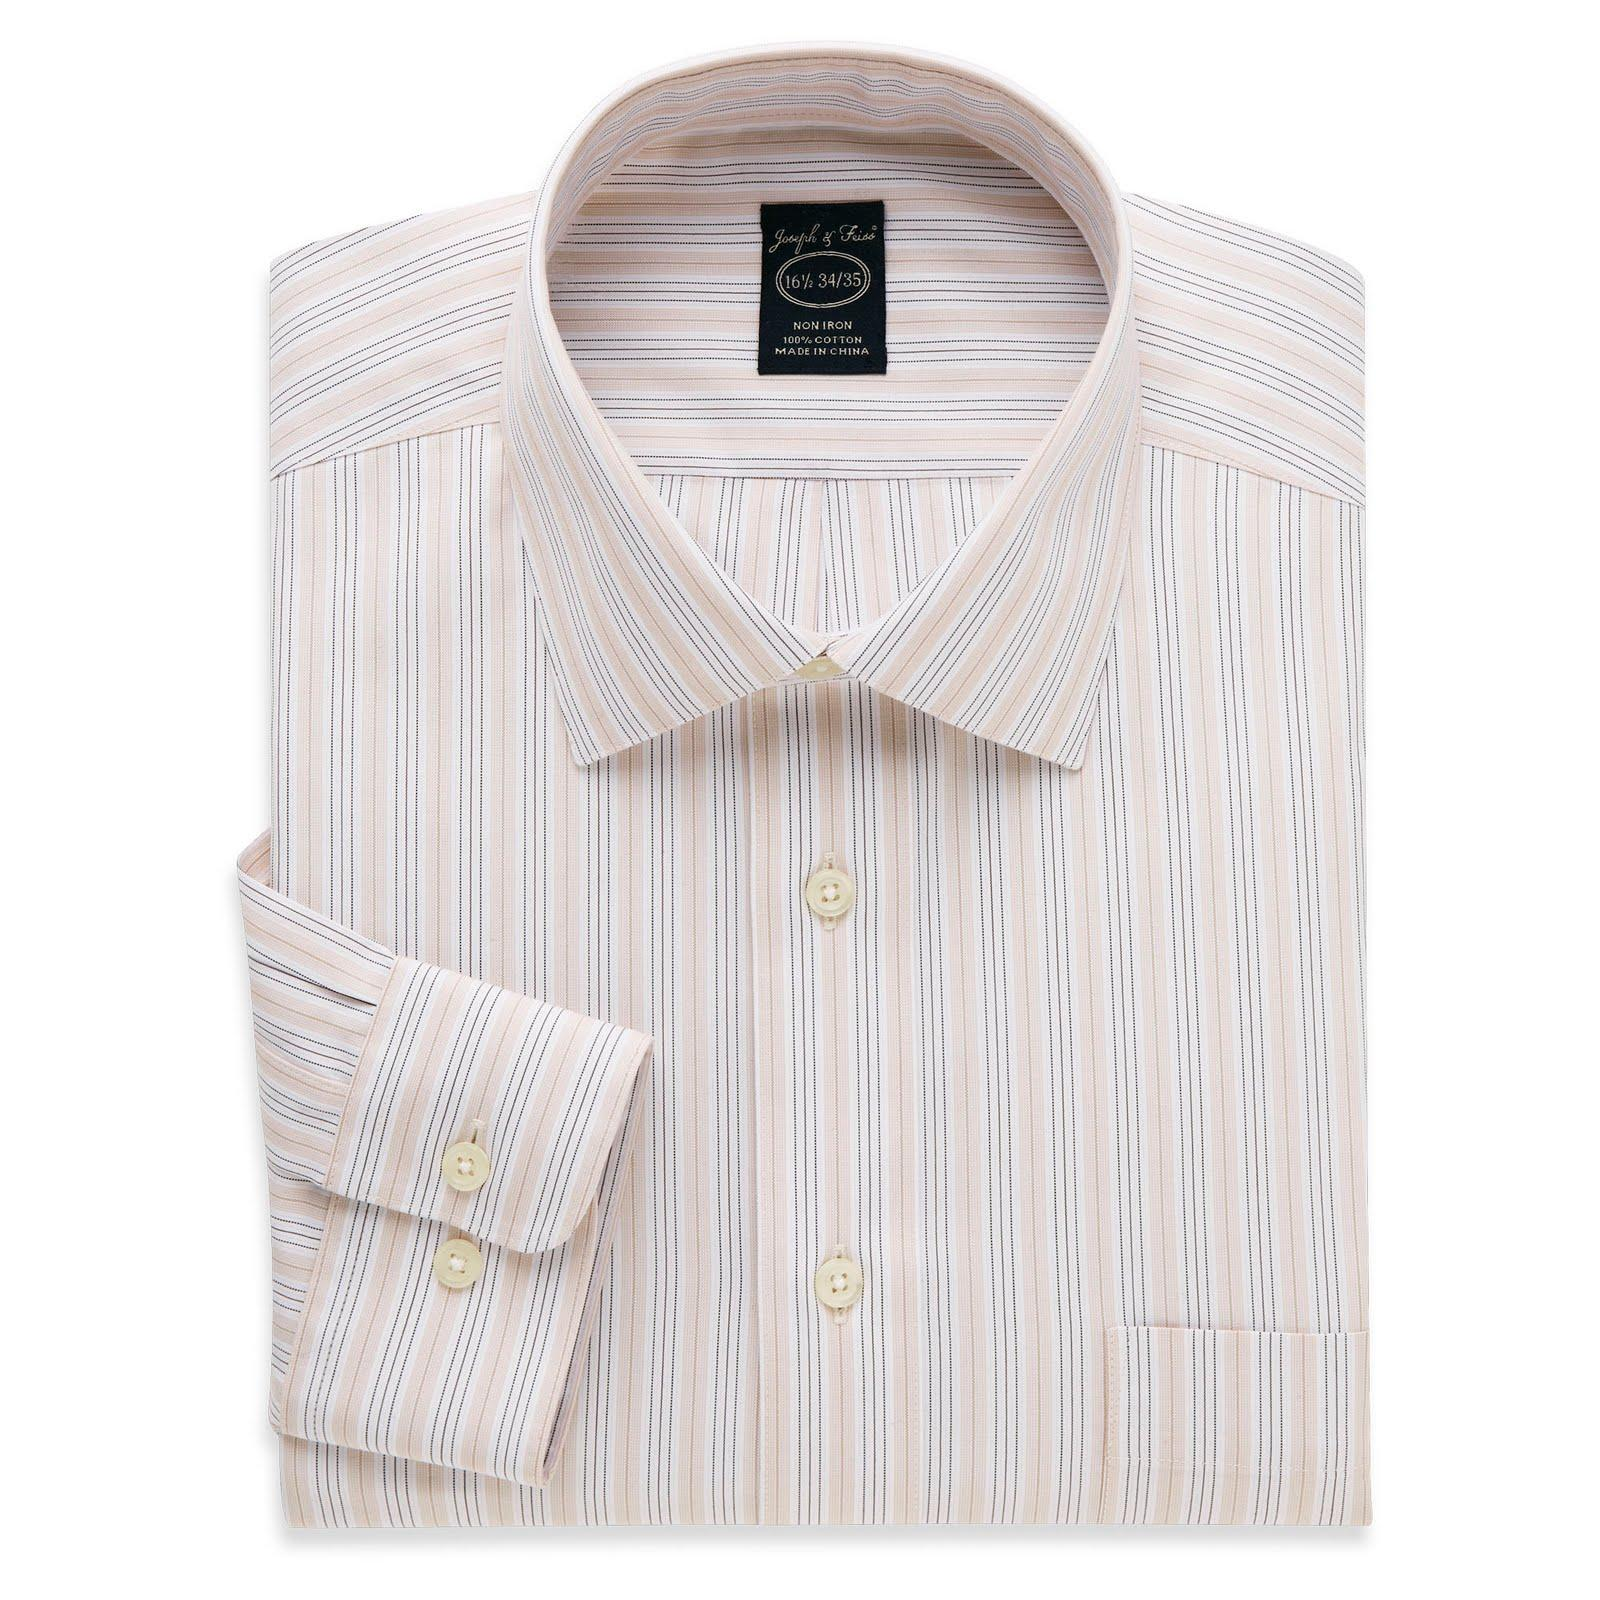 Joseph & Feiss®
16½ 34/35
NON IRON
100% COTTON
MADE IN CHINA